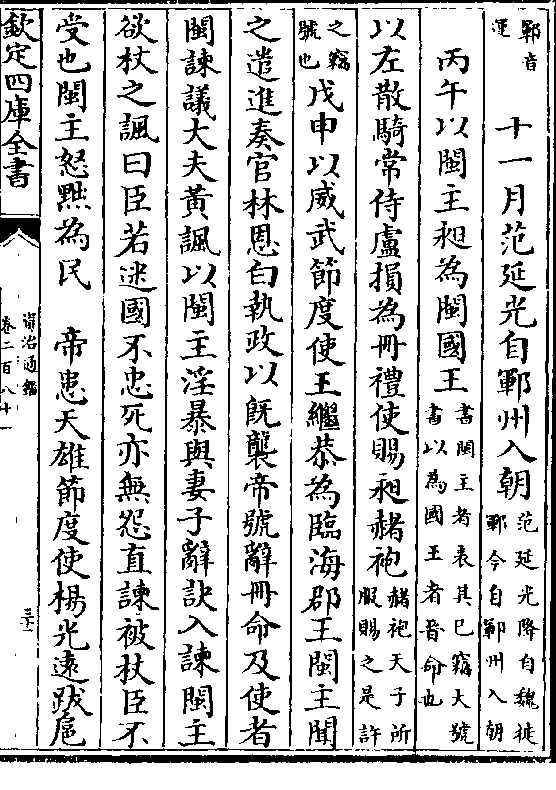 鄆音
運
十一月范延光自鄆州入朝
范延光降自魏徙
鄆今自鄆州入朝
丙午以閩主昶為閩國王
書閩主者表其已竊大號
書以為國王者晉命也
以左散騎常侍盧損為冊禮使賜昶赭袍
赭袍天子所
服賜之是許
之竊
號也
戊申以威武節度使王繼恭為臨海郡王閩主聞
之遣進奏官林恩白執政以既襲帝號辭冊命及使者
閩諫議大夫黃諷以閩主淫暴與妻子辭訣入諫閩主
欲杖之諷曰臣若迷國不忠死亦無怨直諫被杖臣不
受也閩主怒黜為民 帝患天雄節度使楊光遠跋扈
欽定四庫全書
資治通鑑
卷二百八十一
三十二